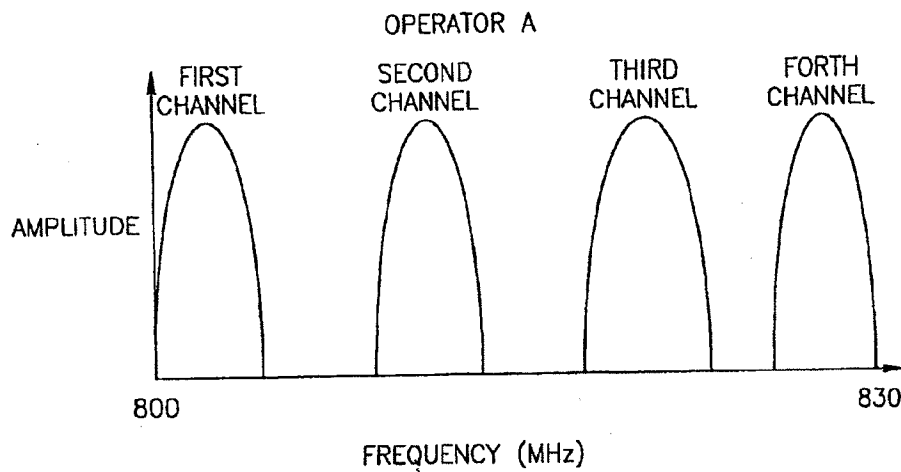 OPERATOR A
FIRST
CHANNEL
SECOND
CHANNEL
THIRD
CHANNEL
FORTH
CHANNEL
AMPLITUDE
800
830
FREQUENCY (MHz)